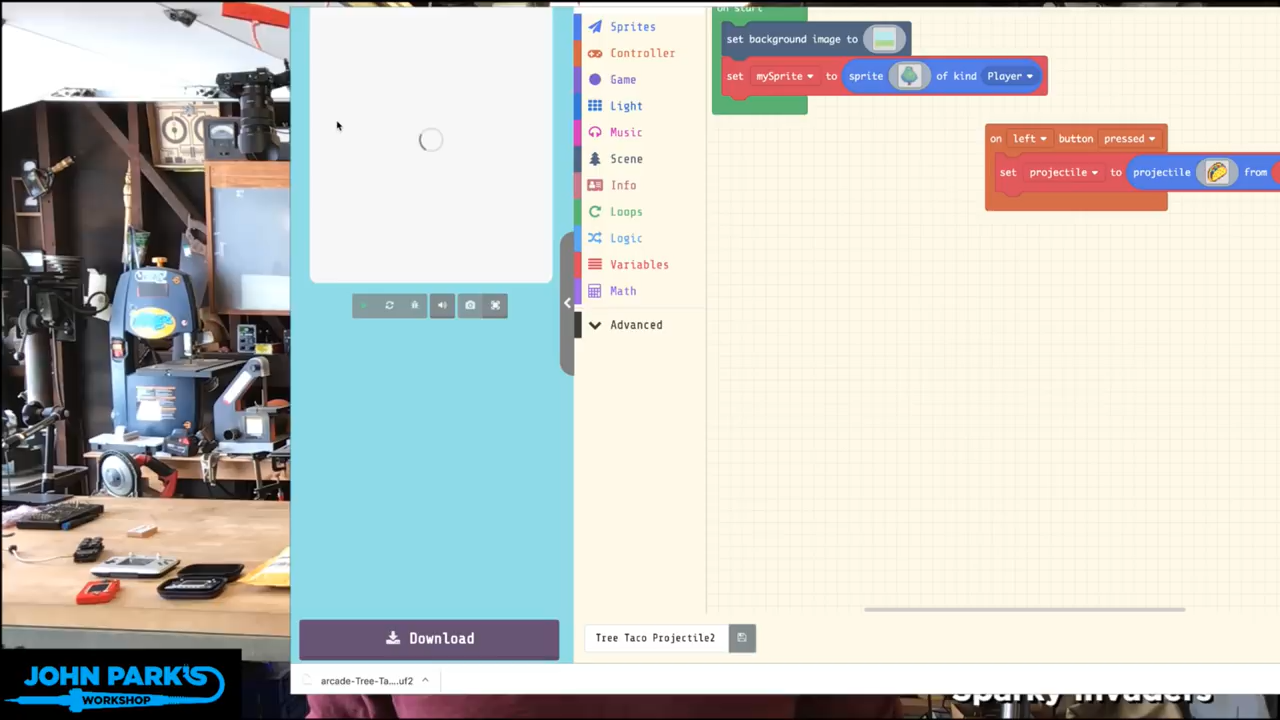 on start
set background image to
set mySprite to sprite of kind Player
on left button pressed
set projectile to projectile from
Sprites
Controller
Game
Light
Music
Scene
Info
Loops
Logic
Variables
Math
Advanced
Download
Tree Taco Projectile2
arcade-Tree-Ta....uf2
JOHN PARK'S
WORKSHOP
Sparky Invaders